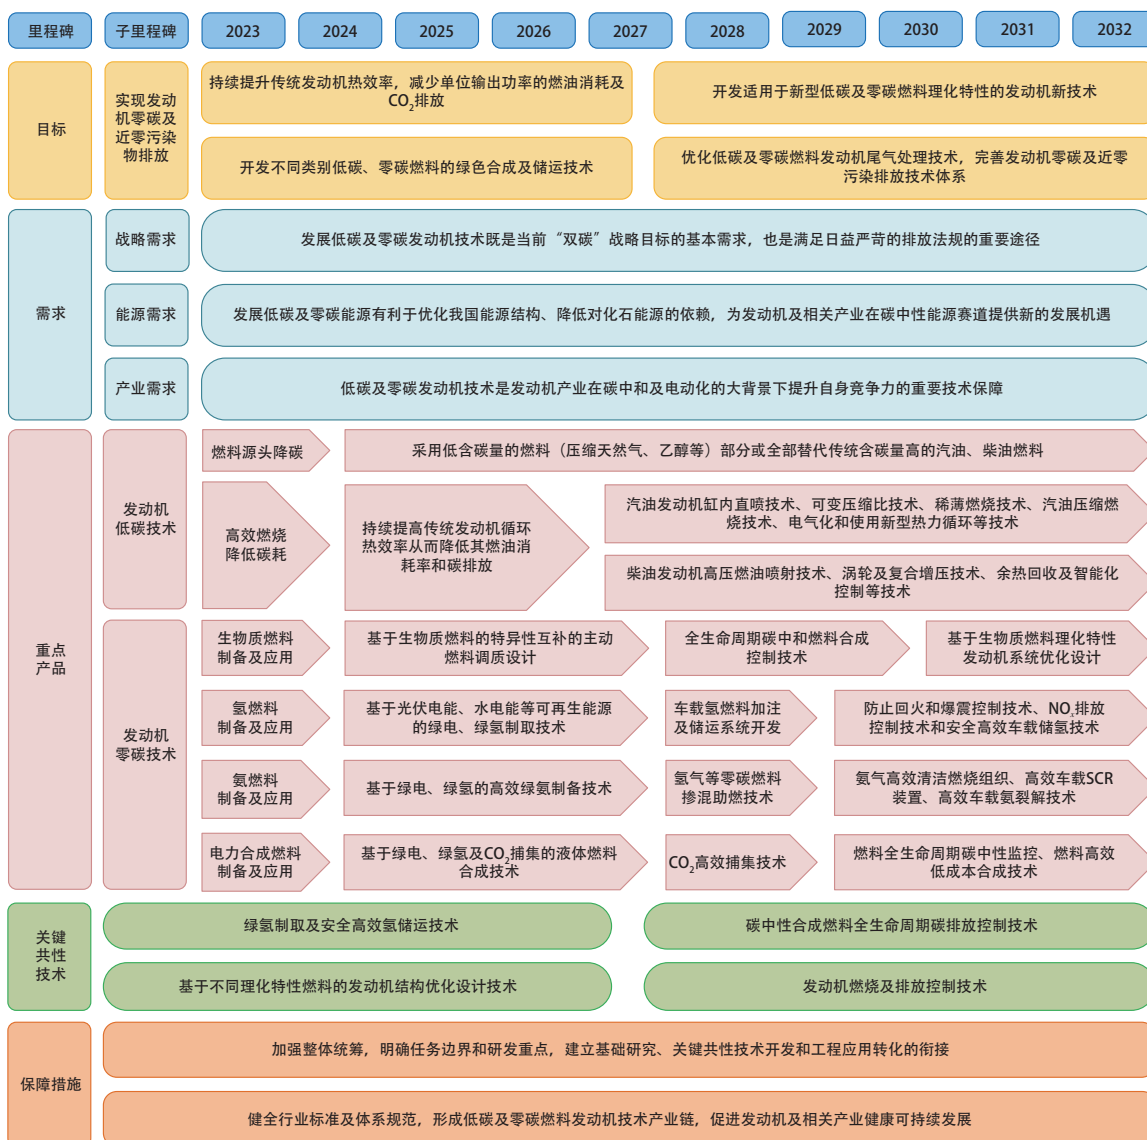 里程碑
子里程碑
2023
2024
2025
2026
2027
2028
2029
2030
2031
2032
目标
实现发动
机零碳及
近零污染
物排放
持续提升传统发动机热效率，减少单位输出功率的燃油消耗及
CO₂排放
开发适用于新型低碳及零碳燃料理化特性的发动机新技术
开发不同类别低碳、零碳燃料的绿色合成及储运技术
优化低碳及零碳燃料发动机尾气处理技术，完善发动机零碳及近零
污染排放技术体系
需求
战略需求
发展低碳及零碳发动机技术既是当前“双碳”战略目标的基本需求，也是满足日益严苛的排放法规的重要途径
能源需求
发展低碳及零碳能源有利于优化我国能源结构、降低对化石能源的依赖，为发动机及相关产业在碳中性能源赛道提供新的发展机遇
产业需求
低碳及零碳发动机技术是发动机产业在碳中和及电动化的大背景下提升自身竞争力的重要技术保障
重点
产品
发动机
低碳技术
燃料源头降碳
采用低含碳量的燃料（压缩天然气、乙醇等）部分或全部替代传统含碳量高的汽油、柴油燃料
高效燃烧
降低碳耗
持续提高传统发动机循环
热效率从而降低其燃油消
耗率和碳排放
汽油发动机缸内直喷技术、可变压缩比技术、稀薄燃烧技术、汽油压缩燃
烧技术、电气化和使用新型热力循环等技术
柴油发动机高压燃油喷射技术、涡轮及复合增压技术、余热回收及智能化
控制等技术
发动机
零碳技术
生物质燃料
制备及应用
基于生物质燃料的特异性互补的主动
燃料调质设计
全生命周期碳中和燃料合成
控制技术
基于生物质燃料理化特性
发动机系统优化设计
氢燃料
制备及应用
基于光伏电能、水电能等可再生能源
的绿电、绿氢制取技术
车载氢燃料加注
及储运系统开发
防止回火和爆震控制技术、NOₓ排放
控制技术和安全高效车载储氢技术
氨燃料
制备及应用
基于绿电、绿氢的高效绿氨制备技术
氢气等零碳燃料
掺混助燃技术
氨气高效清洁燃烧组织、高效车载SCR
装置、高效车载氨裂解技术
电力合成燃料
制备及应用
基于绿电、绿氢及CO₂捕集的液体燃料
合成技术
CO₂高效捕集技术
燃料全生命周期碳中性监控、燃料高效
低成本合成技术
关键
共性
技术
绿氢制取及安全高效氢储运技术
碳中性合成燃料全生命周期碳排放控制技术
基于不同理化特性燃料的发动机结构优化设计技术
发动机燃烧及排放控制技术
保障措施
加强整体统筹，明确任务边界和研发重点，建立基础研究、关键共性技术开发和工程应用转化的衔接
健全行业标准及体系规范，形成低碳及零碳燃料发动机技术产业链，促进发动机及相关产业健康可持续发展